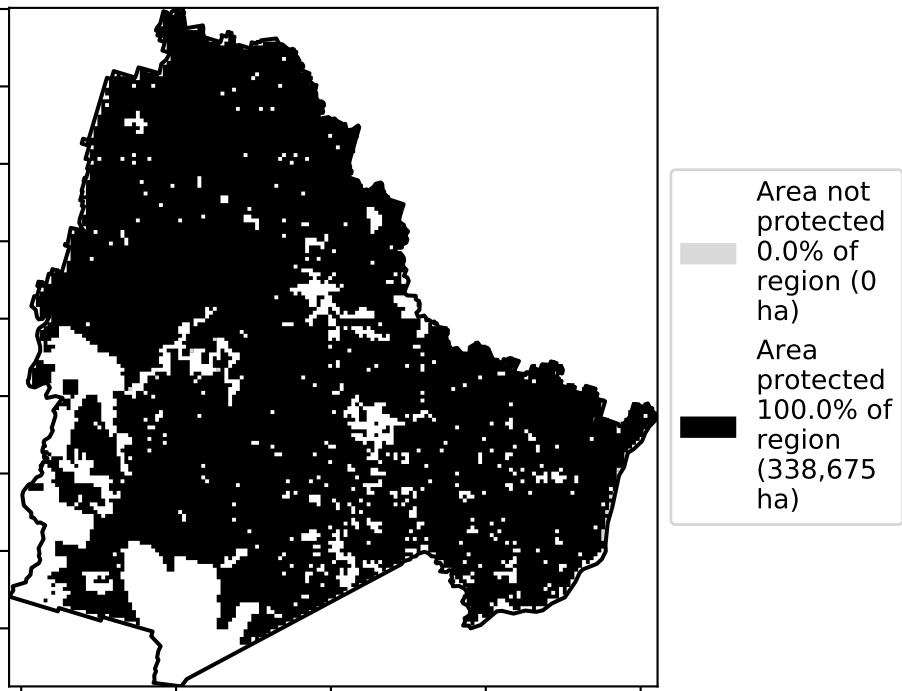 Area not
protected
0.0% of
region (0
ha)
Area
protected
100.0% of
region
(338,675
ha)